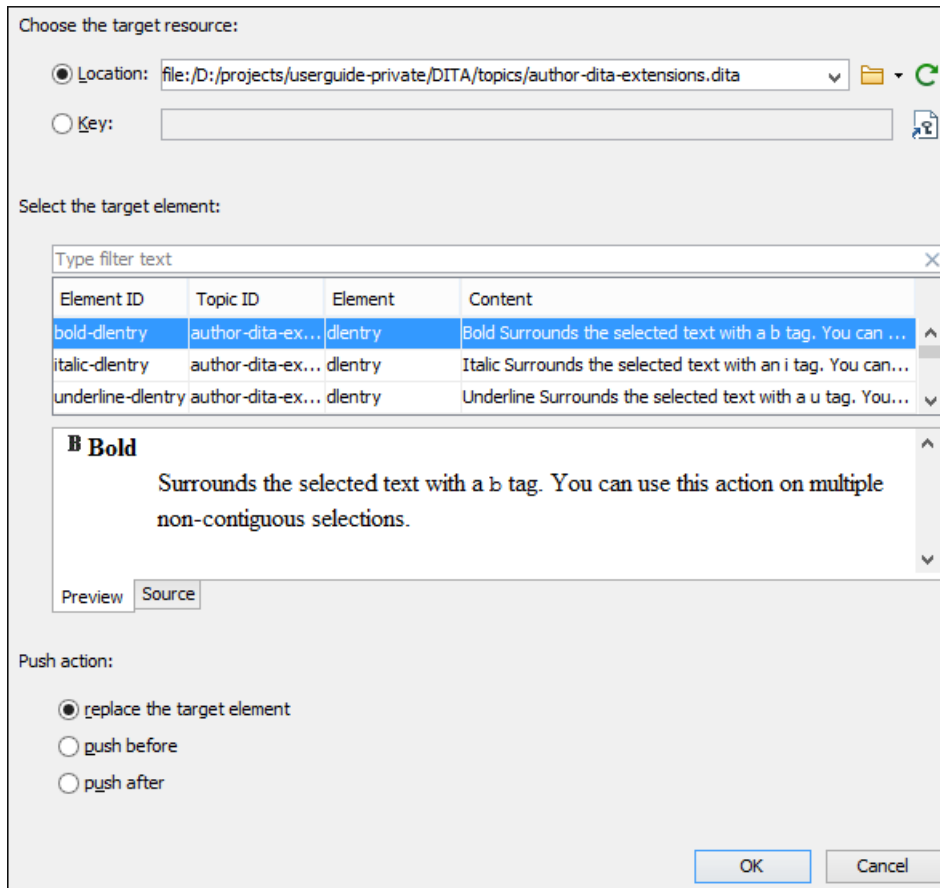 Choose the target resource:
Location: file:/D:/projects/userguide-private/DITA/topics/author-dita-extensions.dita
Key:
Select the target element:
Type filter text
Element ID Topic ID Element Content
bold-dlentry author-dita-ex... dlentry Bold Surrounds the selected text with a b tag. You can ...
italic-dlentry author-dita-ex... dlentry Italic Surrounds the selected text with an i tag. You can...
underline-dlentry author-dita-ex... dlentry Underline Surrounds the selected text with a u tag. You...
B Bold
Surrounds the selected text with a b tag. You can use this action on multiple
non-contiguous selections.
Preview Source
Push action:
replace the target element
push before
push after
OK Cancel